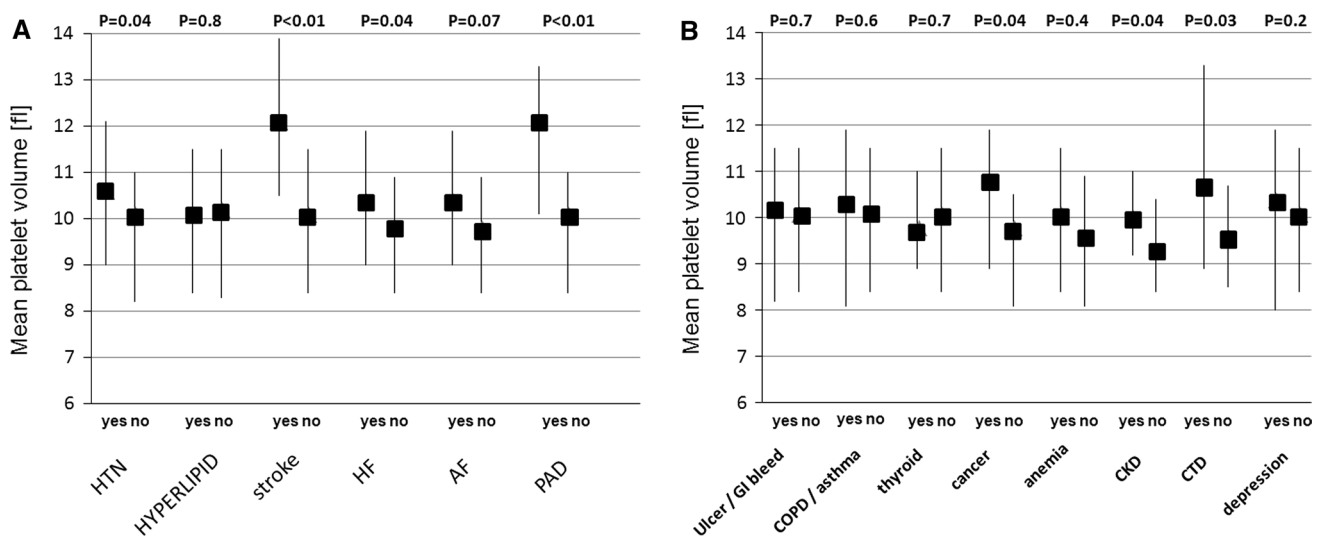 A
P=0.04 P=0.8 P<0.01 P=0.04 P=0.07 P<0.01
Mean platelet volume [fl]
14
13
12
11
10
9
8
7
6
yes no yes no yes no yes no yes no yes no
HTN
HYPERLIPID
stroke
HF
AF
PAD
B
P=0.7 P=0.6 P=0.7 P=0.04 P=0.4 P=0.04 P=0.03 P=0.2
Mean platelet volume [fl]
14
13
12
11
10
9
8
7
6
yes no yes no yes no yes no yes no yes no yes no yes no
Ulcer / GI bleed
COPD / asthma
thyroid
cancer
anemia
CKD
CTD
depression